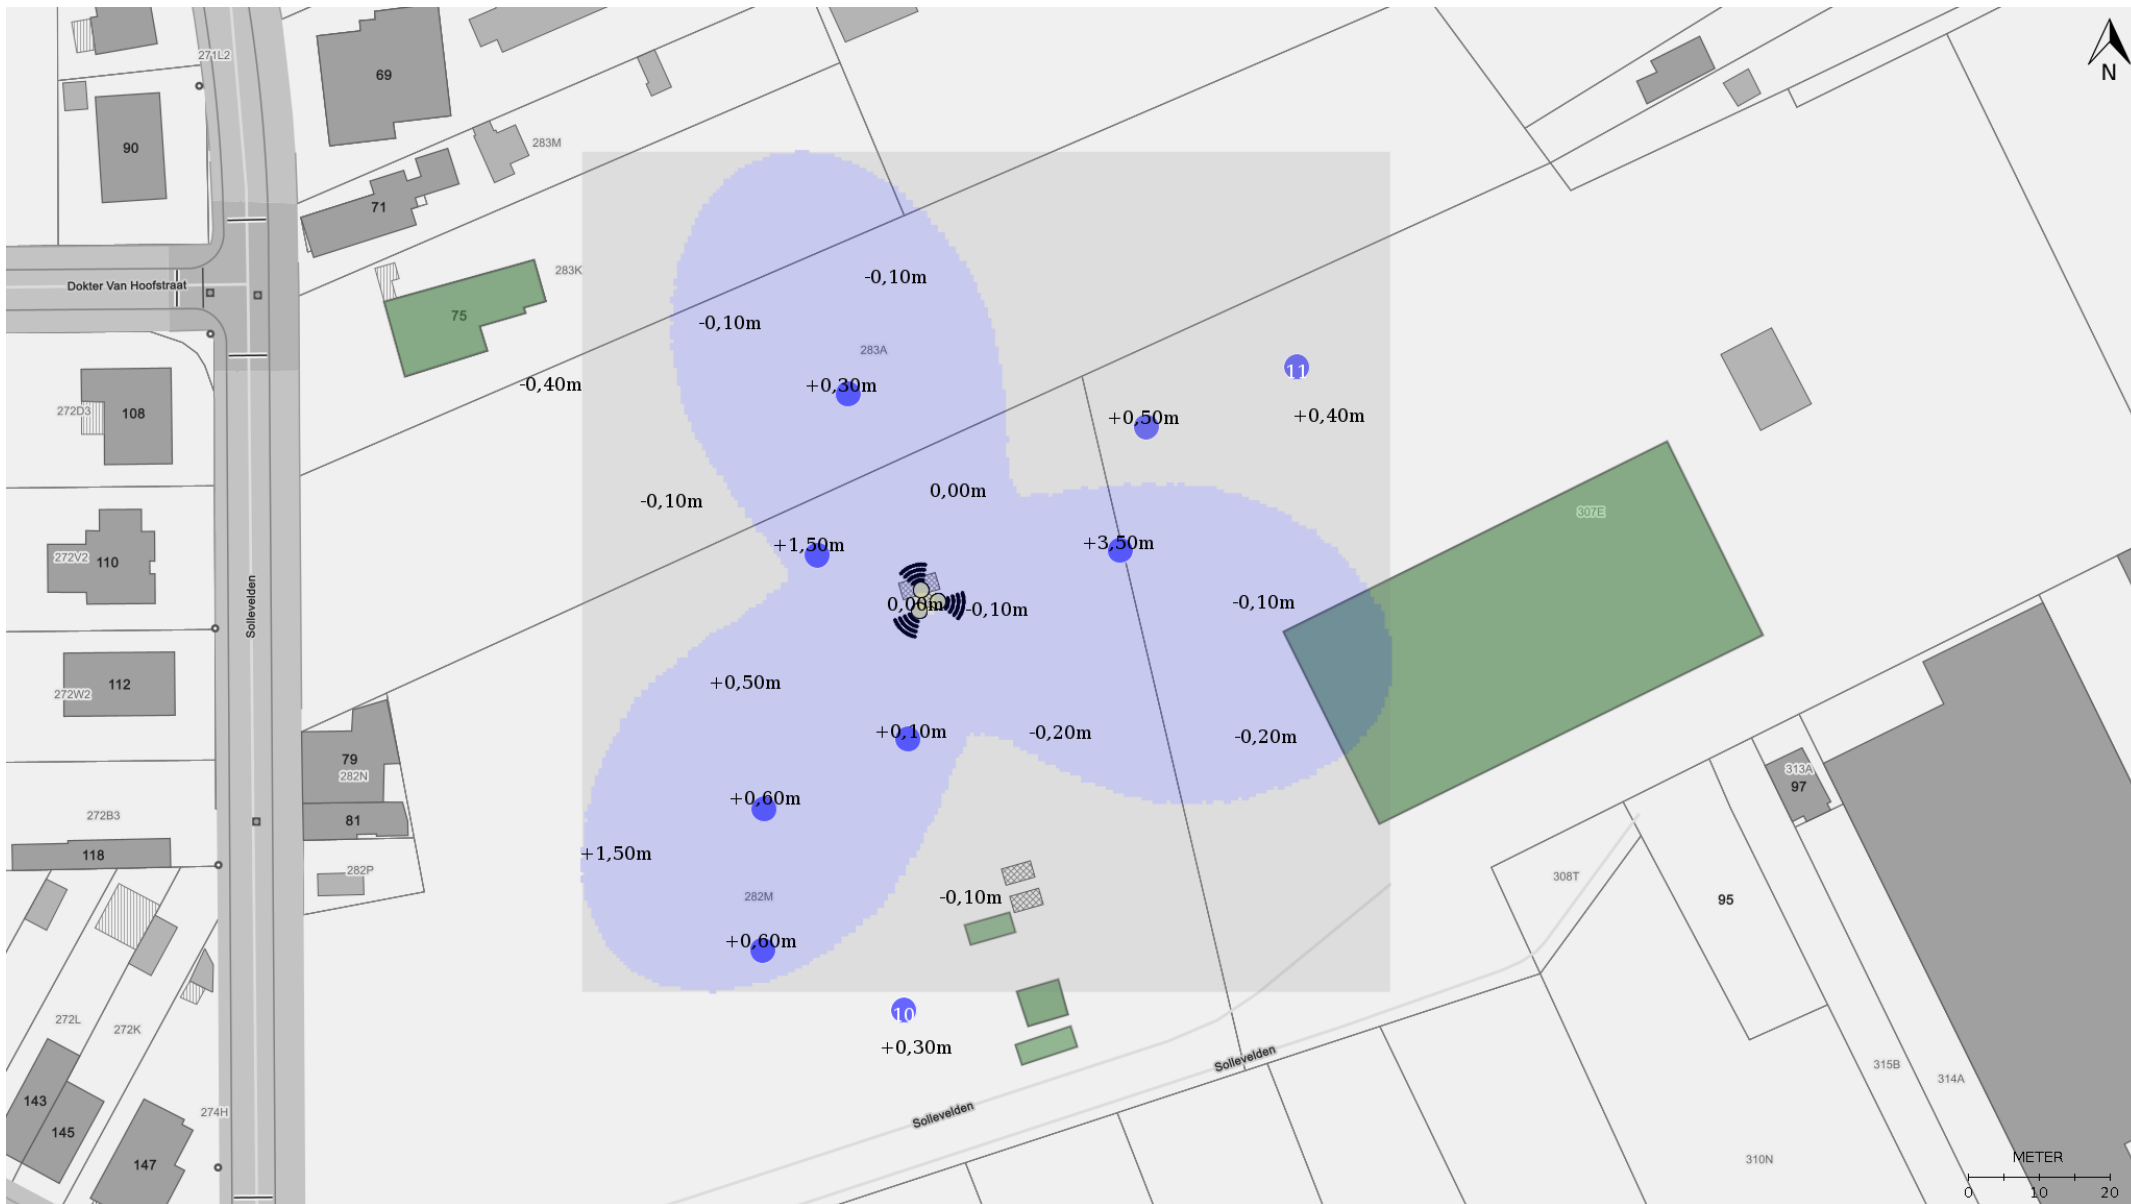 271L2
N
69
90
283M
71
283K
-0,10m
Dokter Van Hoofstraat
75
-0,10m
283A
11
-0,40m
+0,30m
272D3
108
+0,50m
+0,40m
0,00m
-0,10m
307E
+1,50m
+3,50m
272V2
110
Sollevelden
0,00m
-0,10m
-0,10m
112
272W2
+0,50m
+0,10m
-0,20m
-0,20m
79
282N
313A
97
+0,60m
272B3
81
118
+1,50m
282P
308T
282M
-0,10m
95
+0,60m
10
272L
272K
+0,30m
Sollevelden
315B
314A
143
274H
Sollevelden
145
147
310N
METER
0 10 20